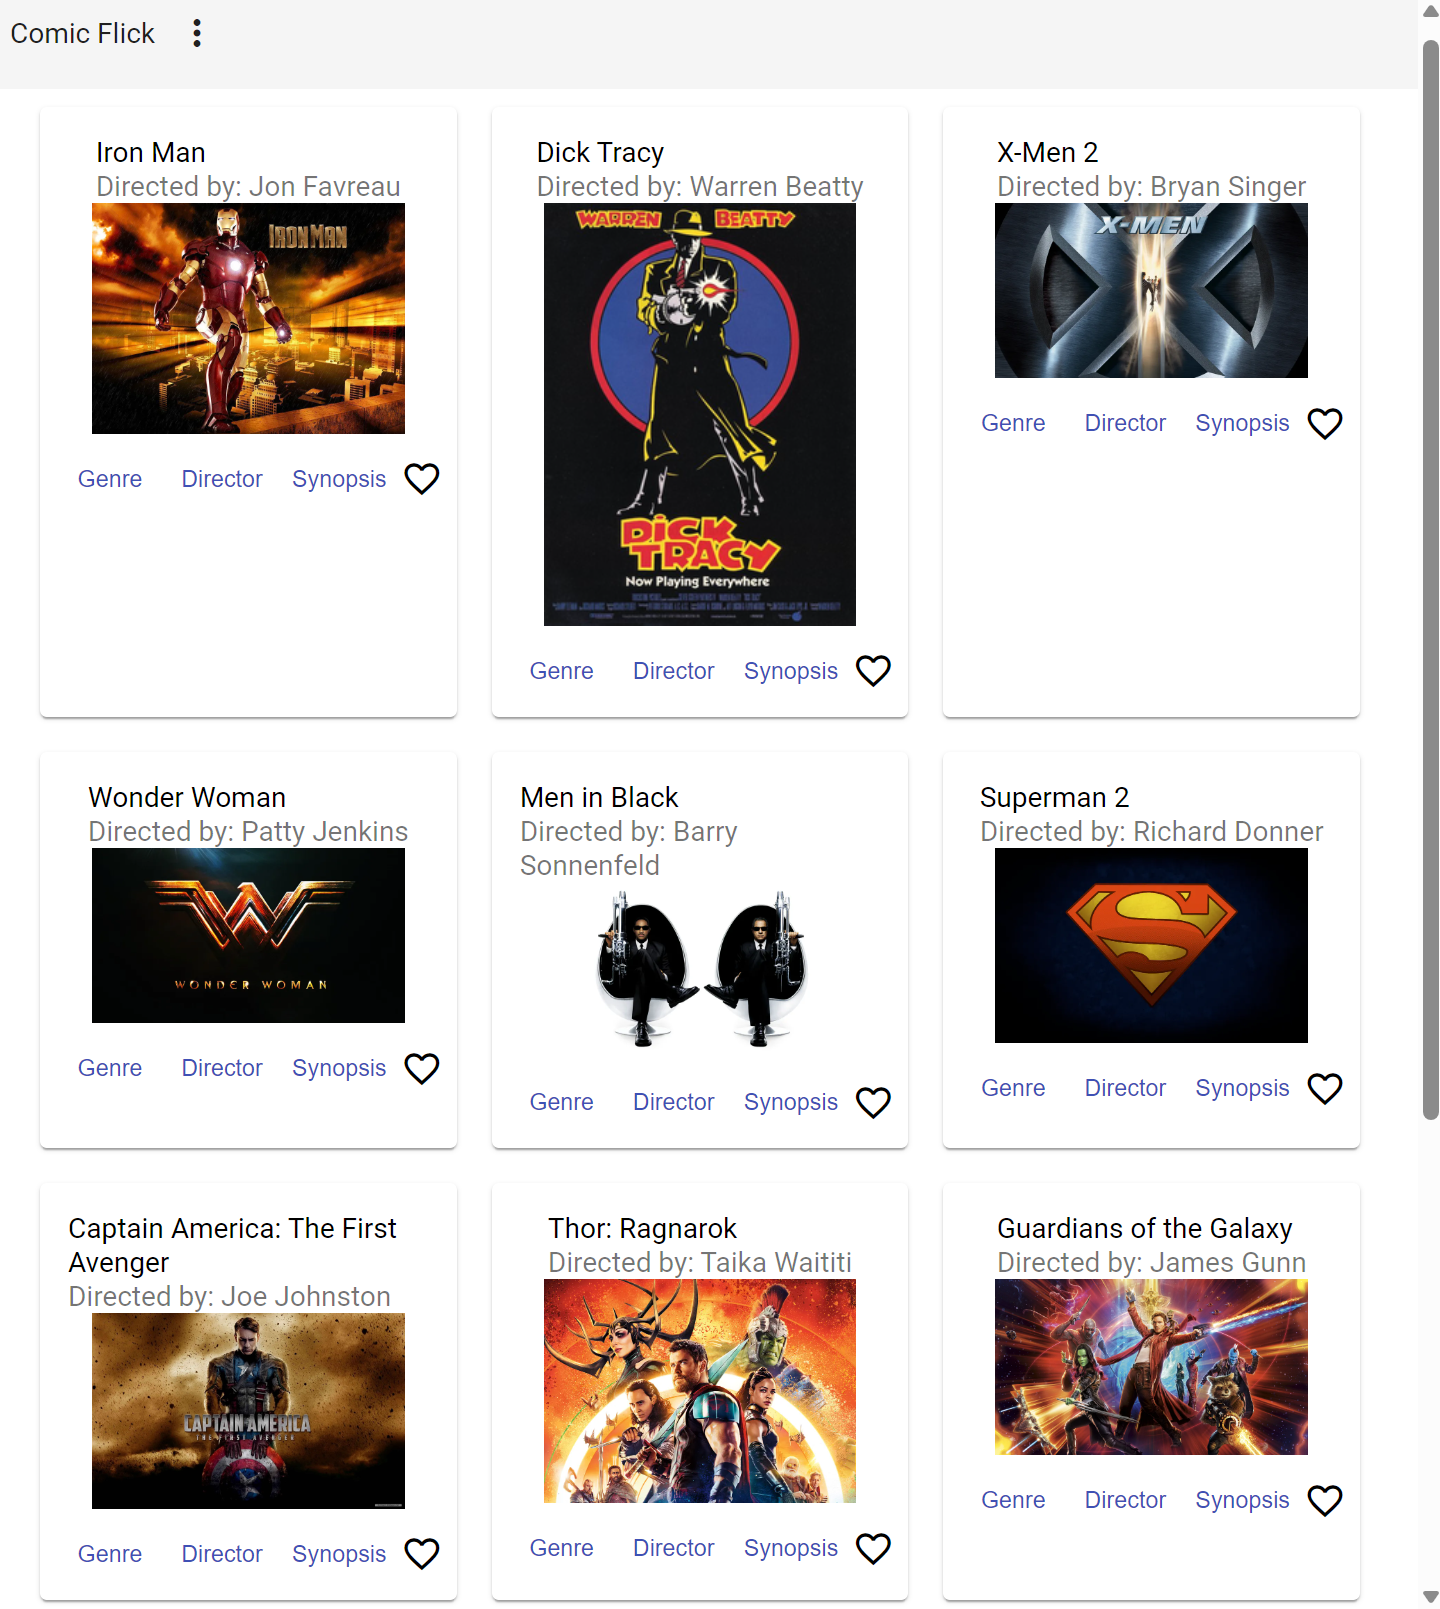 Comic Flick
Iron Man
Directed by: Jon Favreau
IRON MAN
Genre Director Synopsis
Dick Tracy
Directed by: Warren Beatty
WARREN BEATTY
DICK
TRACY
Now Playing Everywhere
Genre Director Synopsis
X-Men 2
Directed by: Bryan Singer
X-MEN
Genre Director Synopsis
Wonder Woman
Directed by: Patty Jenkins
WONDER WOMAN
Genre Director Synopsis
Men in Black
Directed by: Barry
Sonnenfeld
Genre Director Synopsis
Superman 2
Directed by: Richard Donner
Genre Director Synopsis
Captain America: The First
Avenger
Directed by: Joe Johnston
CAPTAIN AMERICA
THE FIRST AVENGER
Genre Director Synopsis
Thor: Ragnarok
Directed by: Taika Waititi
Genre Director Synopsis
Guardians of the Galaxy
Directed by: James Gunn
Genre Director Synopsis